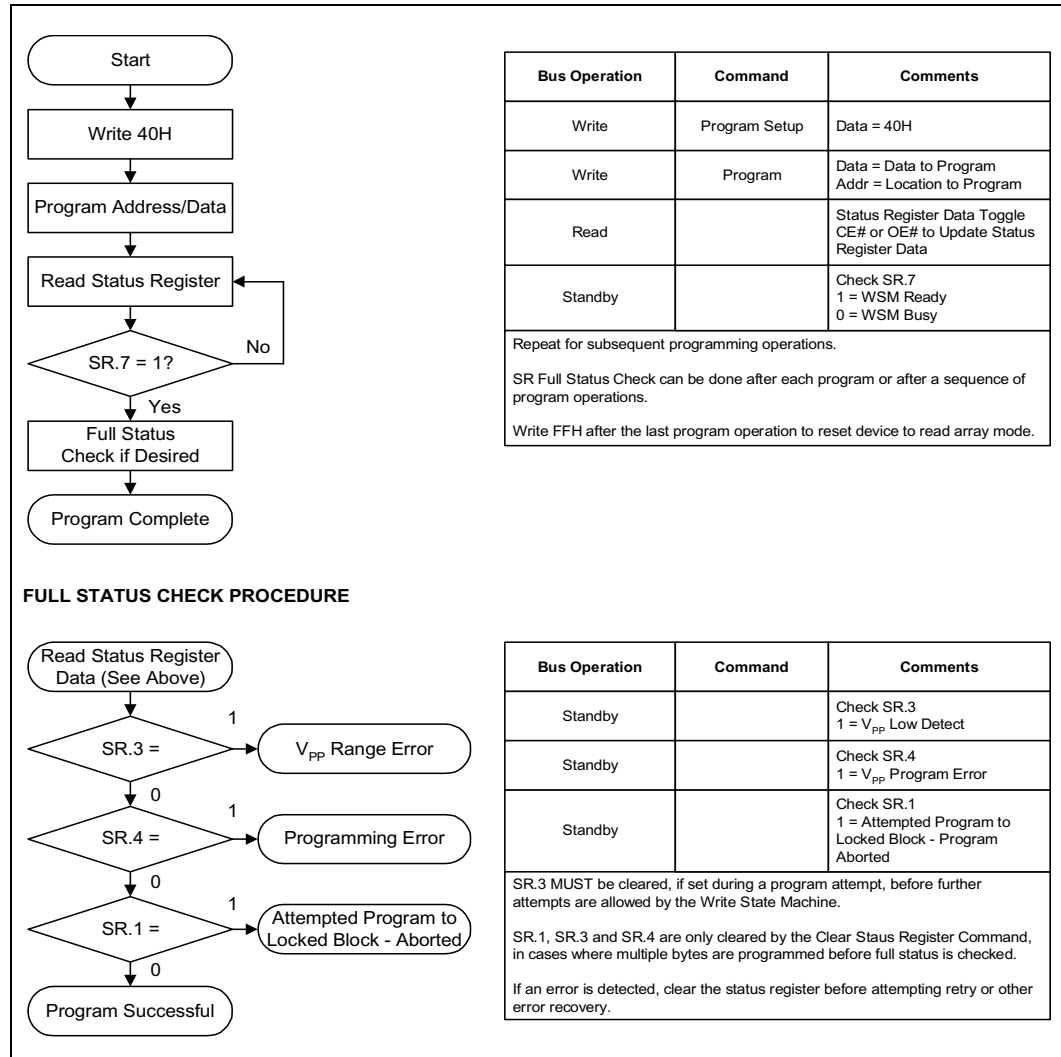 Start
Write 40H
Program Address/Data
Read Status Register
No
SR.7 = 1?
Yes
Full Status
Check if Desired
Program Complete
Bus Operation Command Comments
Write Program Setup Data = 40H
Write Program Data = Data to Program
Addr = Location to Program
Read Status Register Data Toggle
CE# or OE# to Update Status
Register Data
Standby Check SR.7
1 = WSM Ready
0 = WSM Busy
Repeat for subsequent programming operations.
SR Full Status Check can be done after each program or after a sequence of
program operations.
Write FFH after the last program operation to reset device to read array mode.
FULL STATUS CHECK PROCEDURE
Read Status Register
Data (See Above)
1
SR.3 = VPP Range Error
0
1
SR.4 = Programming Error
0
1
SR.1 = Attempted Program to
Locked Block - Aborted
0
Program Successful
Bus Operation Command Comments
Standby Check SR.3
1 = VPP Low Detect
Standby Check SR.4
1 = VPP Program Error
Standby Check SR.1
1 = Attempted Program to
Locked Block - Program
Aborted
SR.3 MUST be cleared, if set during a program attempt, before further
attempts are allowed by the Write State Machine.
SR.1, SR.3 and SR.4 are only cleared by the Clear Staus Register Command,
in cases where multiple bytes are programmed before full status is checked.
If an error is detected, clear the status register before attempting retry or other
error recovery.